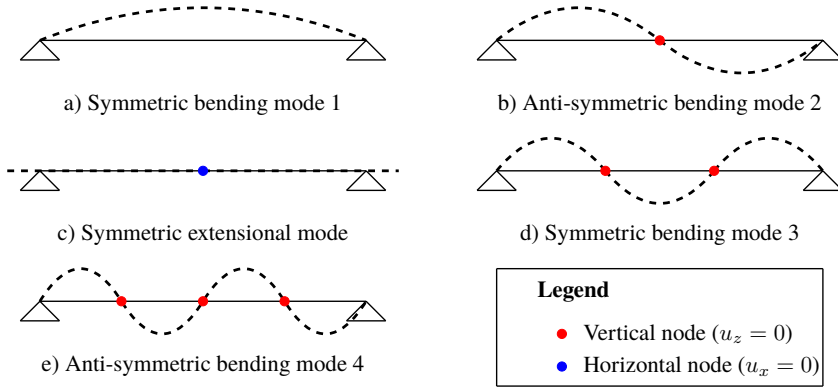 a) Symmetric bending mode 1
b) Anti-symmetric bending mode 2
c) Symmetric extensional mode
d) Symmetric bending mode 3
e) Anti-symmetric bending mode 4
Legend
Vertical node (u_z = 0)
Horizontal node (u_x = 0)